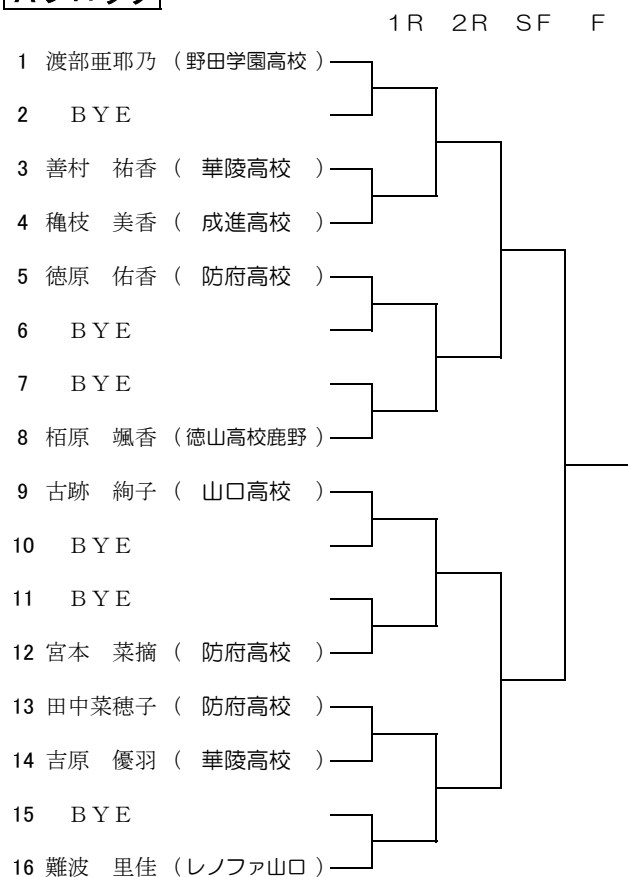 1R 2R SF F
1 渡部亜耶乃 ( 野田学園高校 )
2 BYE
3 善村 祐香 ( 華陵高校 )
4 穐枝 美香 ( 成進高校 )
5 徳原 佑香 ( 防府高校 )
6 BYE
7 BYE
8 栢原 颯香 ( 徳山高校鹿野 )
9 古跡 絢子 ( 山口高校 )
10 BYE
11 BYE
12 宮本 菜摘 ( 防府高校 )
13 田中菜穂子 ( 防府高校 )
14 吉原 優羽 ( 華陵高校 )
15 BYE
16 難波 里佳 ( レノファ山口 )